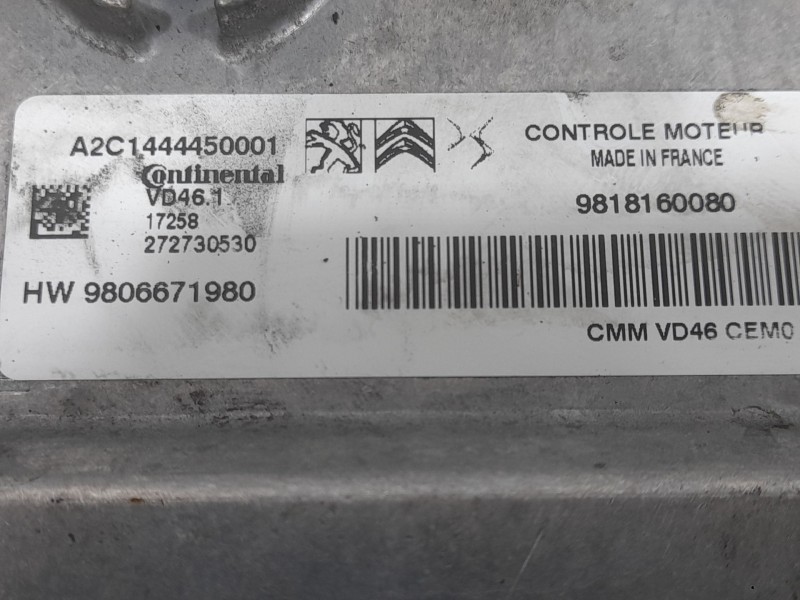 A2C1444450001
Continental
VD46.1
17258
272730530
HW 9806671980
CONTROLE MOTEUR
MADE IN FRANCE
9818160080
CMM VD46 CEM0